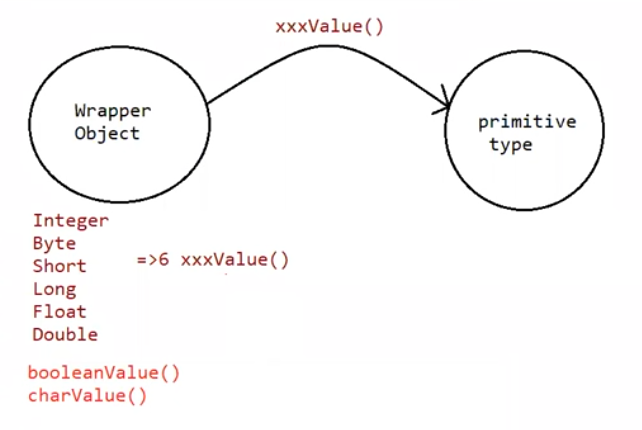 xxxValue()
Wrapper
Object
primitive
type
Integer
Byte
Short
Long
Float
Double
=>6 xxxValue()
booleanValue()
charValue()